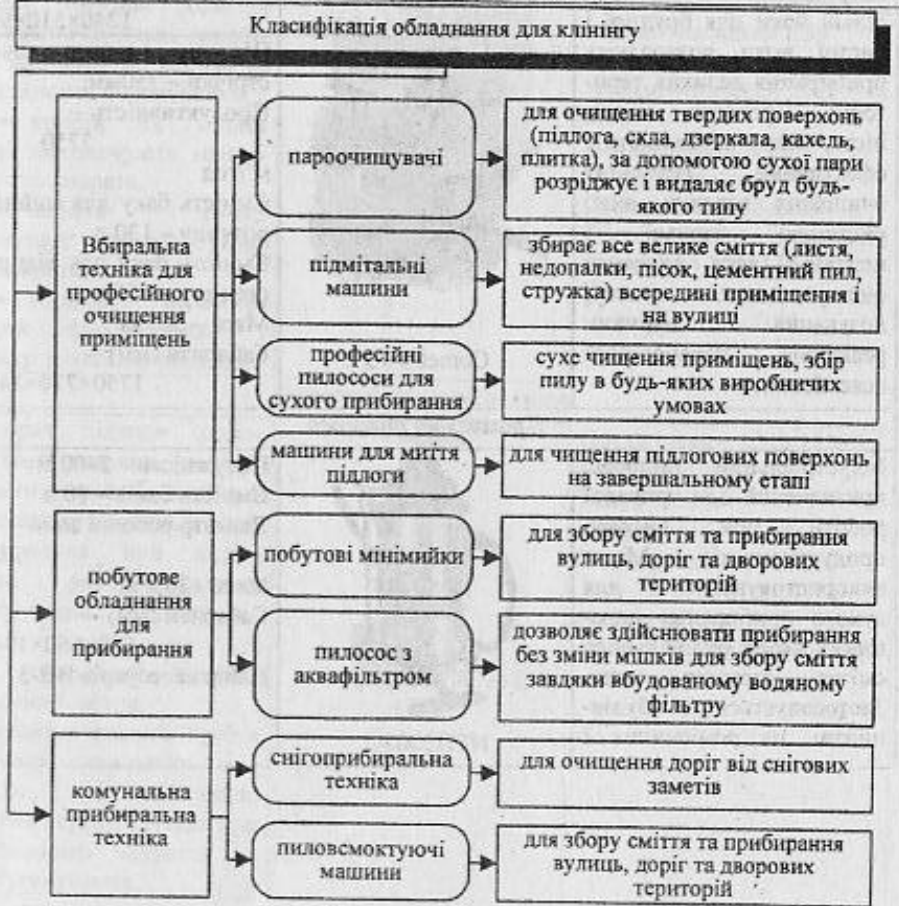 Класифікація обладнання для клінінгу
Вбиральна
техніка для
професійного
очищення
приміщень
пароочищувачі
для очищення твердих поверхонь
(підлога, скла, дзеркала, кахель,
плитка), за допомогою сухої пари
розріджує і видаляє бруд будь-
якого типу
підмітальні
машини
збирає все велике сміття (листя,
недопалки, пісок, цементний пил,
стружка) всередині приміщення і
на вулиці
професійні
пилососи для
сухого прибирання
сухе чищення приміщень, збір
пилу в будь-яких виробничих
умовах
машини для миття
підлоги
для чищення підлогових поверхонь
на завершальному етапі
побутове
обладнання
для
прибирання
побутові мінімийки
для збору сміття та прибирання
вулиць, доріг та дворових
територій
пилосос з
аквафільтром
дозволяє здійснювати прибирання
без зміни мішків для збору сміття
завдяки вбудованому водяному
фільтру
комунальна
прибиральна
техніка
снігоприбиральна
техніка
для очищення доріг від снігових
заметів
пиловсмоктуючі
машини
для збору сміття та прибирання
вулиць, доріг та дворових
територій